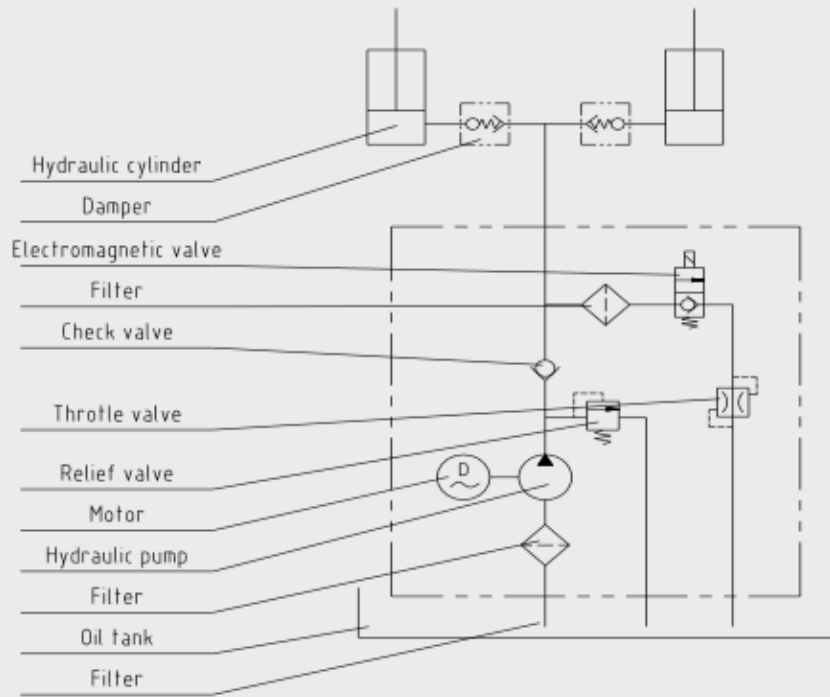 Hydraulic cylinder
Damper
Electromagnetic valve
Filter
Check valve
Throttle valve
Relief valve
D
Motor
Hydraulic pump
Filter
Oil tank
Filter